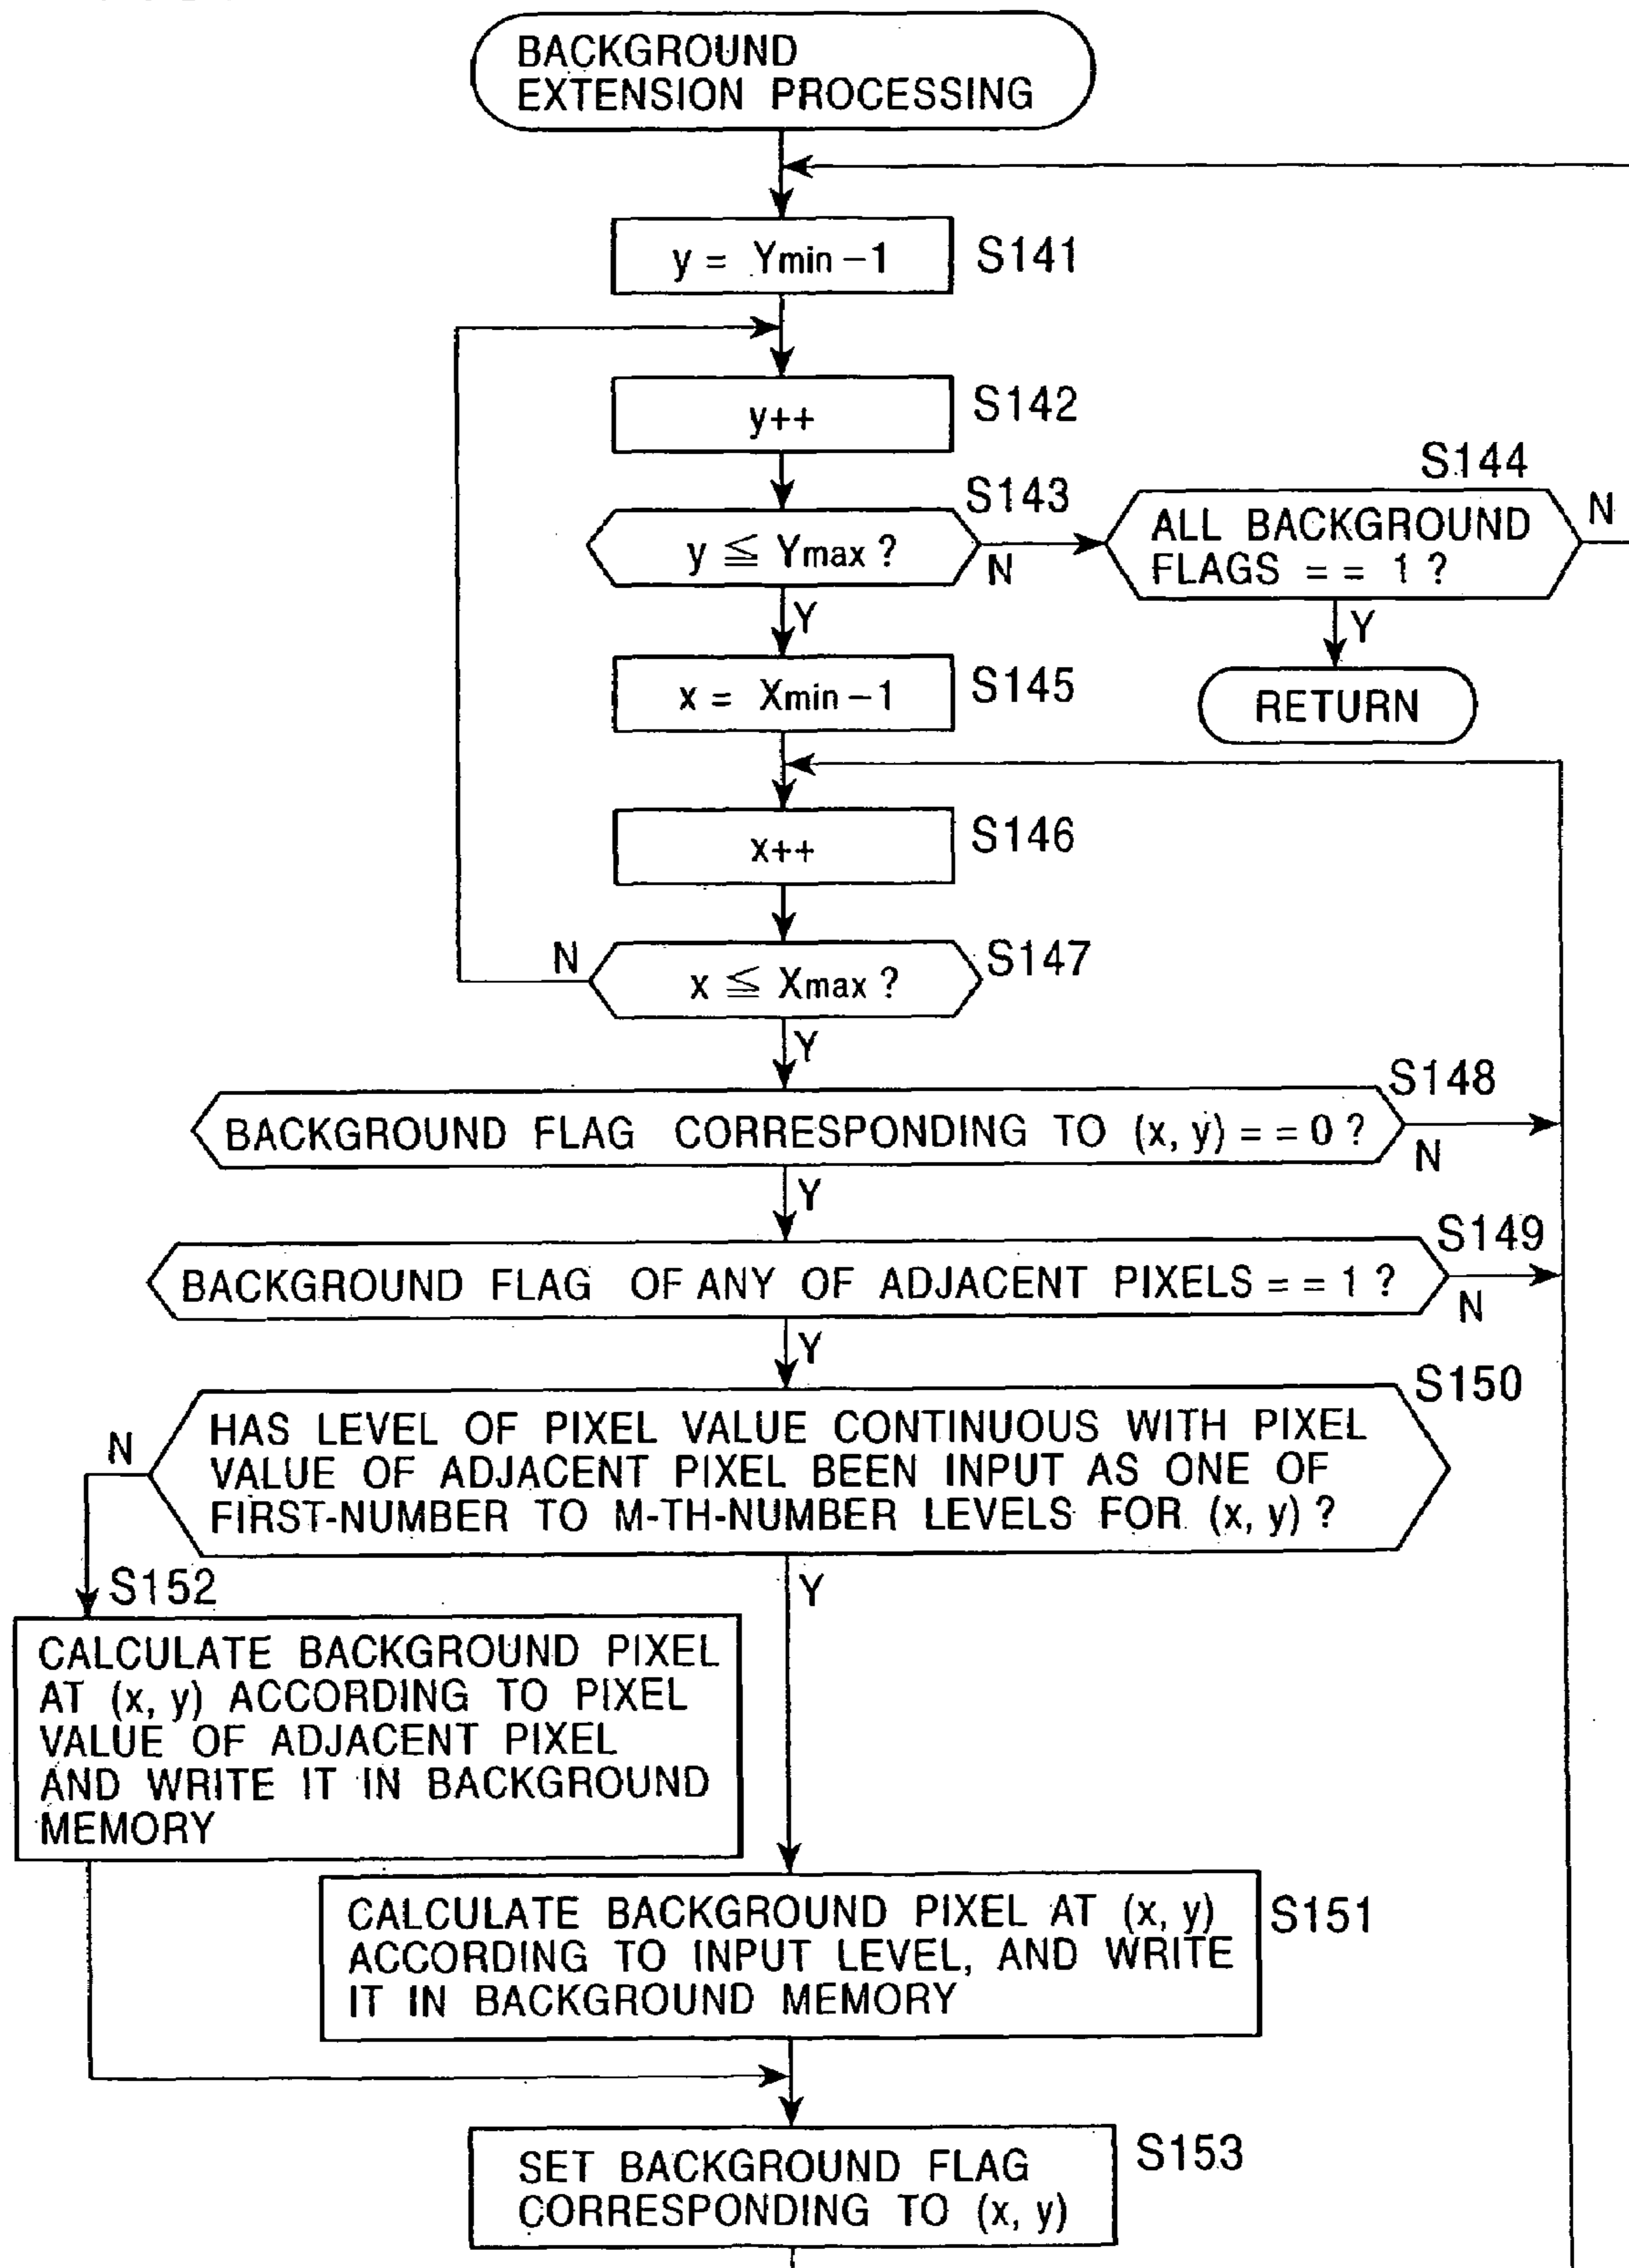 BACKGROUND
EXTENSION PROCESSING
y = Ymin -1
S141
y++
S142
y ≦ Ymax ?
S143
N
Y
ALL BACKGROUND
FLAGS = = 1 ?
S144
N
Y
RETURN
x = Xmin -1
S145
x++
S146
N
x ≦ Xmax ?
S147
Y
BACKGROUND FLAG CORRESPONDING TO (x, y) = = 0 ?
S148
N
Y
BACKGROUND FLAG OF ANY OF ADJACENT PIXELS = = 1 ?
S149
N
Y
S150
N
HAS LEVEL OF PIXEL VALUE CONTINUOUS WITH PIXEL
VALUE OF ADJACENT PIXEL BEEN INPUT AS ONE OF
FIRST-NUMBER TO M-TH-NUMBER LEVELS FOR (x, y) ?
Y
S152
CALCULATE BACKGROUND PIXEL
AT (x, y) ACCORDING TO PIXEL
VALUE OF ADJACENT PIXEL
AND WRITE IT IN BACKGROUND
MEMORY
CALCULATE BACKGROUND PIXEL AT (x, y)
ACCORDING TO INPUT LEVEL, AND WRITE
IT IN BACKGROUND MEMORY
S151
SET BACKGROUND FLAG
CORRESPONDING TO (x, y)
S153